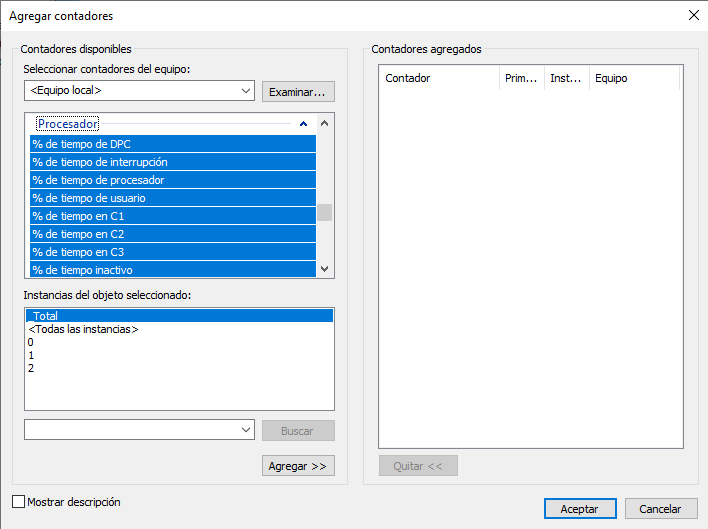 Agregar contadores
Contadores disponibles
Seleccionar contadores del equipo:
<Equipo local>
Examinar...
Procesador
% de tiempo de DPC
% de tiempo de interrupción
% de tiempo de procesador
% de tiempo de usuario
% de tiempo en C1
% de tiempo en C2
% de tiempo en C3
% de tiempo inactivo
Instancias del objeto seleccionado:
_Total
<Todas las instancias>
0
1
2
Buscar
Agregar >>
Contadores agregados
Contador Prim... Inst... Equipo
Quitar <<
Mostrar descripción
Aceptar
Cancelar